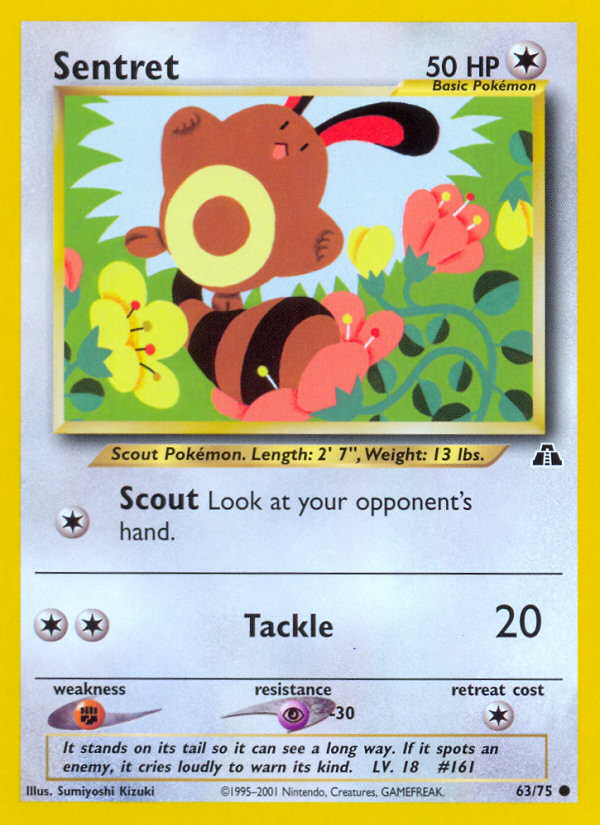 Sentret
50 HP
Basic Pokémon
Scout Pokémon. Length: 2' 7", Weight: 13 lbs.
Scout Look at your opponent's
hand.
Tackle 20
weakness resistance retreat cost
-30
It stands on its tail so it can see a long way. If it spots an
enemy, it cries loudly to warn its kind. LV. 18 #161
Illus. Sumiyoshi Kizuki ©1995–2001 Nintendo, Creatures, GAMEFREAK. 63/75